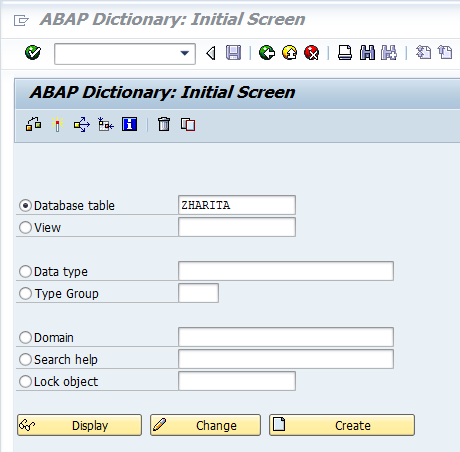 ABAP Dictionary: Initial Screen
ABAP Dictionary: Initial Screen
Database table ZHARITA
View
Data type
Type Group
Domain
Search help
Lock object
Display Change Create